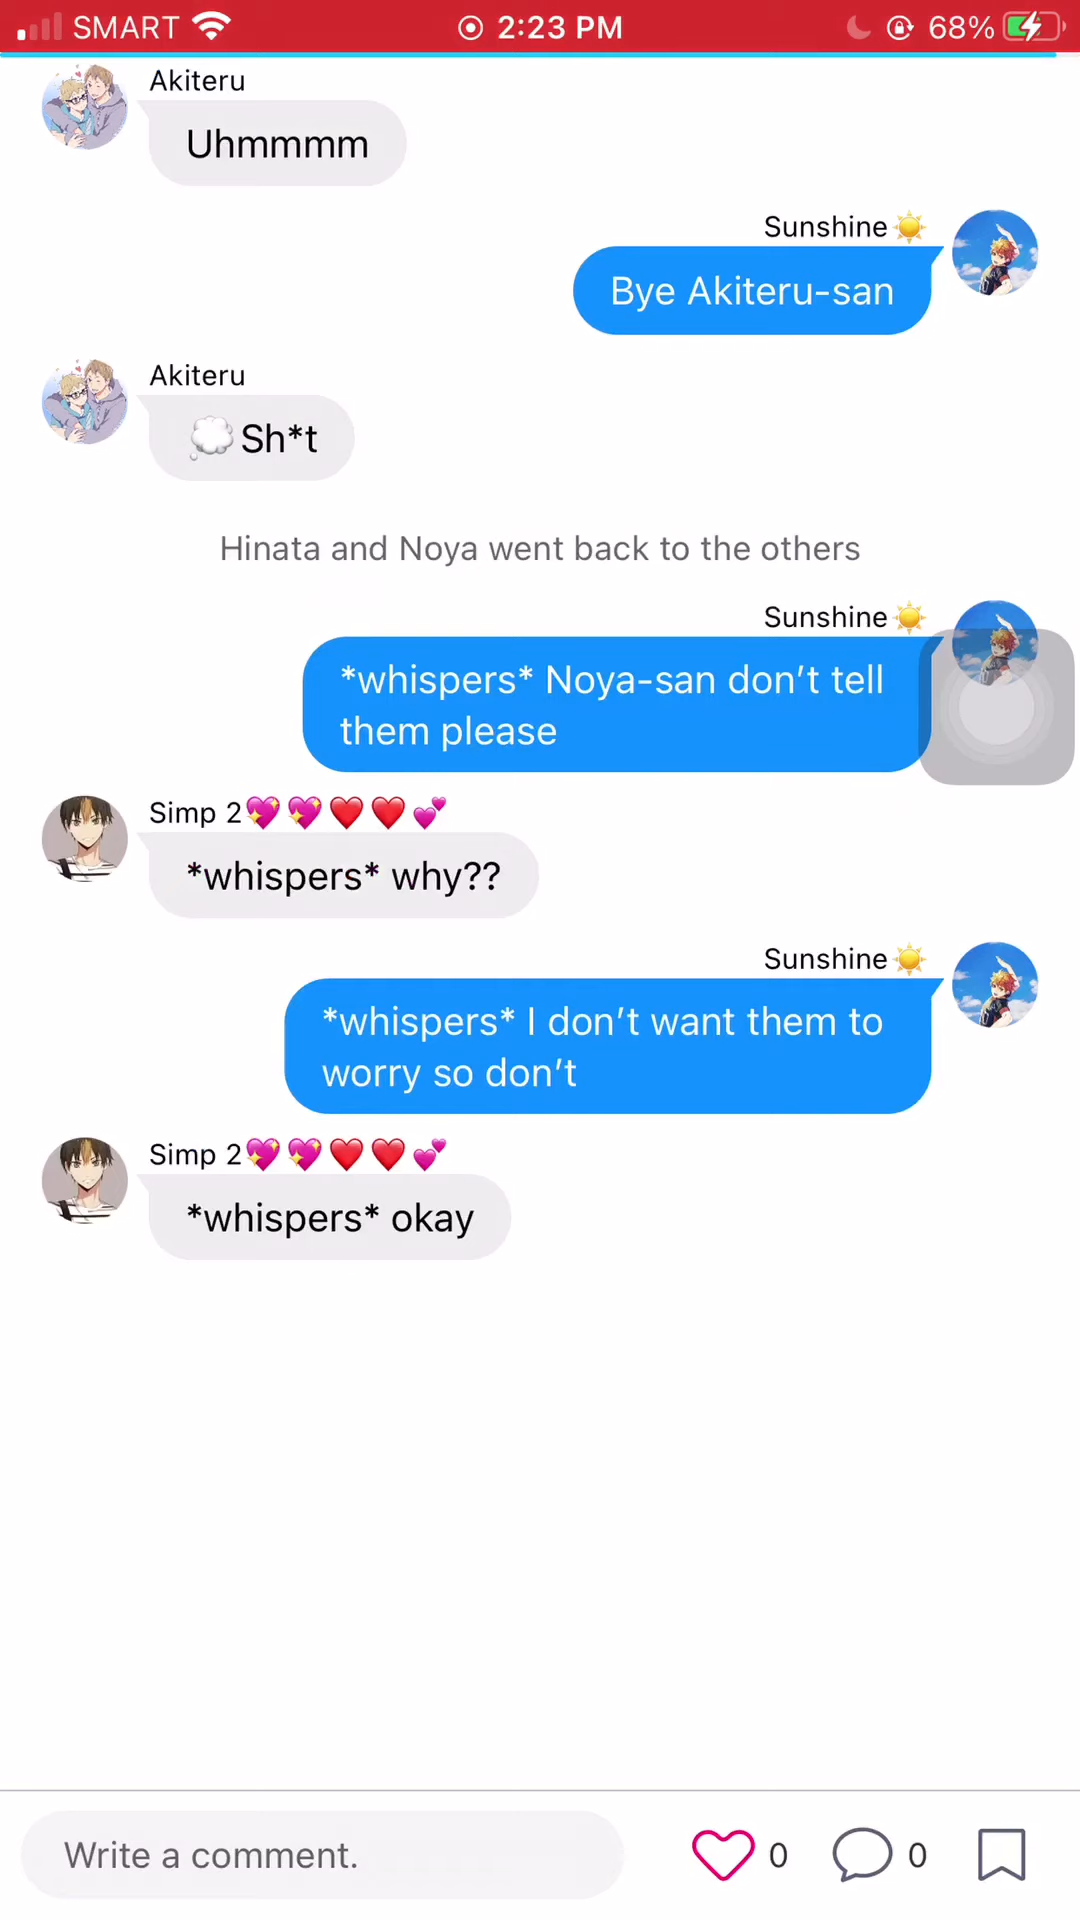 SMART 2:23 PM 68%
Akiteru
Uhmmmm
Sunshine☀️
Bye Akiteru-san
Akiteru
💭Sh*t
Hinata and Noya went back to the others
Sunshine☀️
*whispers* Noya-san don’t tell
them please
Simp 2💖💖❤️❤️💕
*whispers* why??
Sunshine☀️
*whispers* I don’t want them to
worry so don’t
Simp 2💖💖❤️❤️💕
*whispers* okay
Write a comment. 0 0